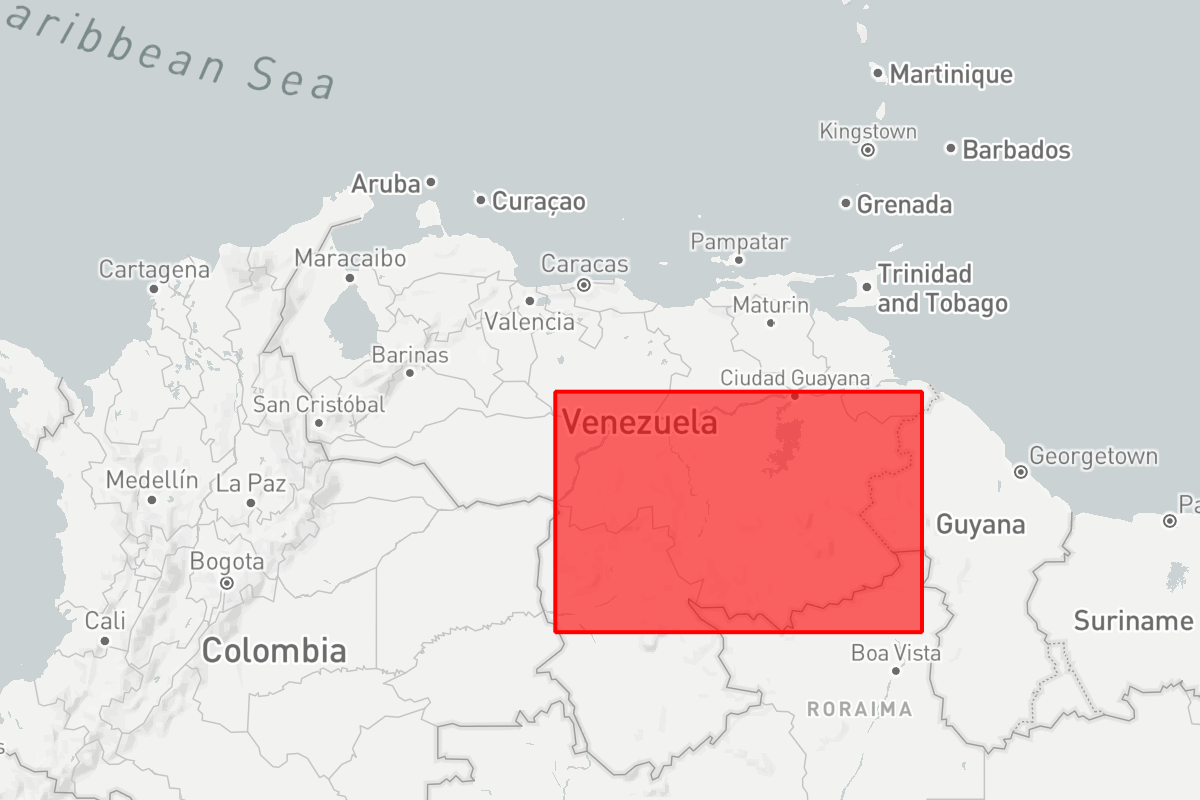 aribbean Sea
Martinique
Kingstown
Barbados
Aruba
Curaçao
Grenada
Pampatar
Cartagena
Maracaibo
Caracas
Trinidad
and Tobago
Valencia
Maturin
Barinas
Ciudad Guayana
San Cristóbal
Venezuela
Georgetown
Medellín
La Paz
Pa
Guyana
Bogota
Cali
Suriname
Colombia
Boa Vista
RORAIMA
s